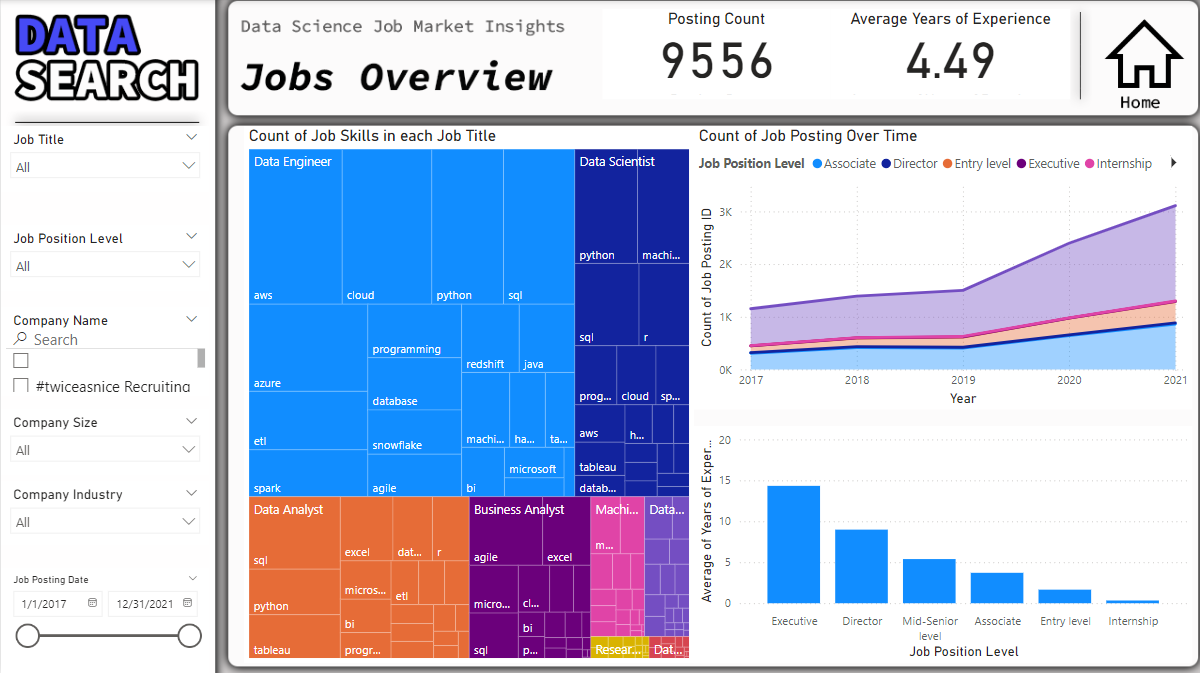 DATA
SEARCH
Job Title
All
Job Position Level
All
Company Name
Search
#twiceasnice Recruiting
Company Size
All
Company Industry
All
Job Posting Date
1/1/2017
12/31/2021
Data Science Job Market Insights
Jobs Overview
Posting Count
9556
Average Years of Experience
4.49
Home
Count of Job Skills in each Job Title
Data Engineer
aws
cloud
python
sql
azure
programming
redshift
java
database
etl
snowflake
machi...
ha...
ta...
microsoft
spark
agile
bi
Data Scientist
python
machi...
sql
r
prog...
cloud
sp...
aws
h...
tableau
datab...
Data Analyst
sql
excel
dat...
r
python
micros...
etl
bi
tableau
progr...
Business Analyst
agile
excel
micro...
cl...
bi
sql
p...
Machi...
m...
Data...
Resear...
Dat...
Count of Job Posting Over Time
Job Position Level Associate Director Entry level Executive Internship
Count of Job Posting ID
3K
2K
1K
0K
2017 2018 2019 2020 2021
Year
Average of Years of Exper...
20
15
10
5
0
Executive Director Mid-Senior Associate Entry level Internship
level
Job Position Level